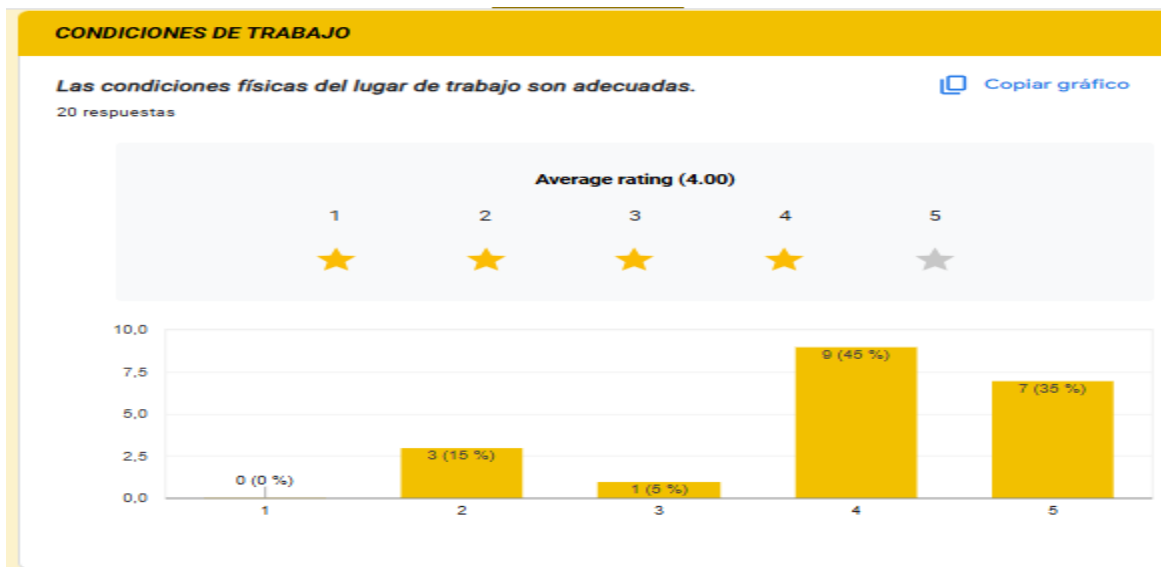 CONDICIONES DE TRABAJO
Las condiciones físicas del lugar de trabajo son adecuadas.
Copiar gráfico
20 respuestas
Average rating (4.00)
1 2 3 4 5
10,0
7,5
5,0
2,5
0,0
0 (0 %)
3 (15 %)
1 (5 %)
9 (45 %)
7 (35 %)
1 2 3 4 5